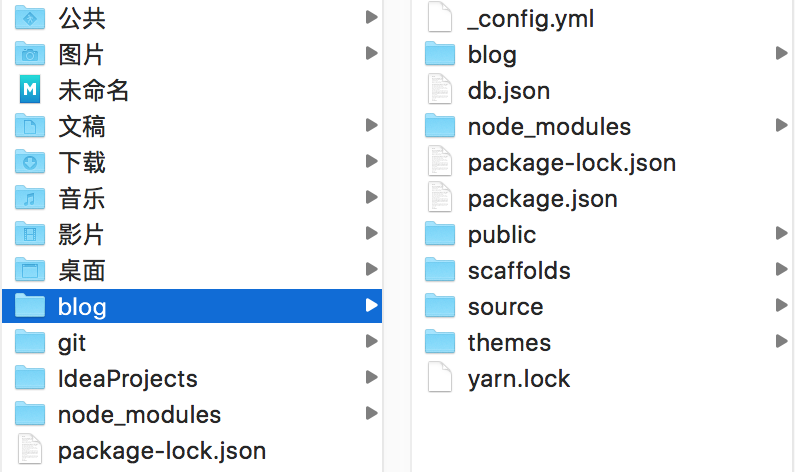 公共
图片
未命名
文稿
下载
音乐
影片
桌面
blog
git
IdeaProjects
node_modules
package-lock.json
_config.yml
blog
db.json
node_modules
package-lock.json
package.json
public
scaffolds
source
themes
yarn.lock